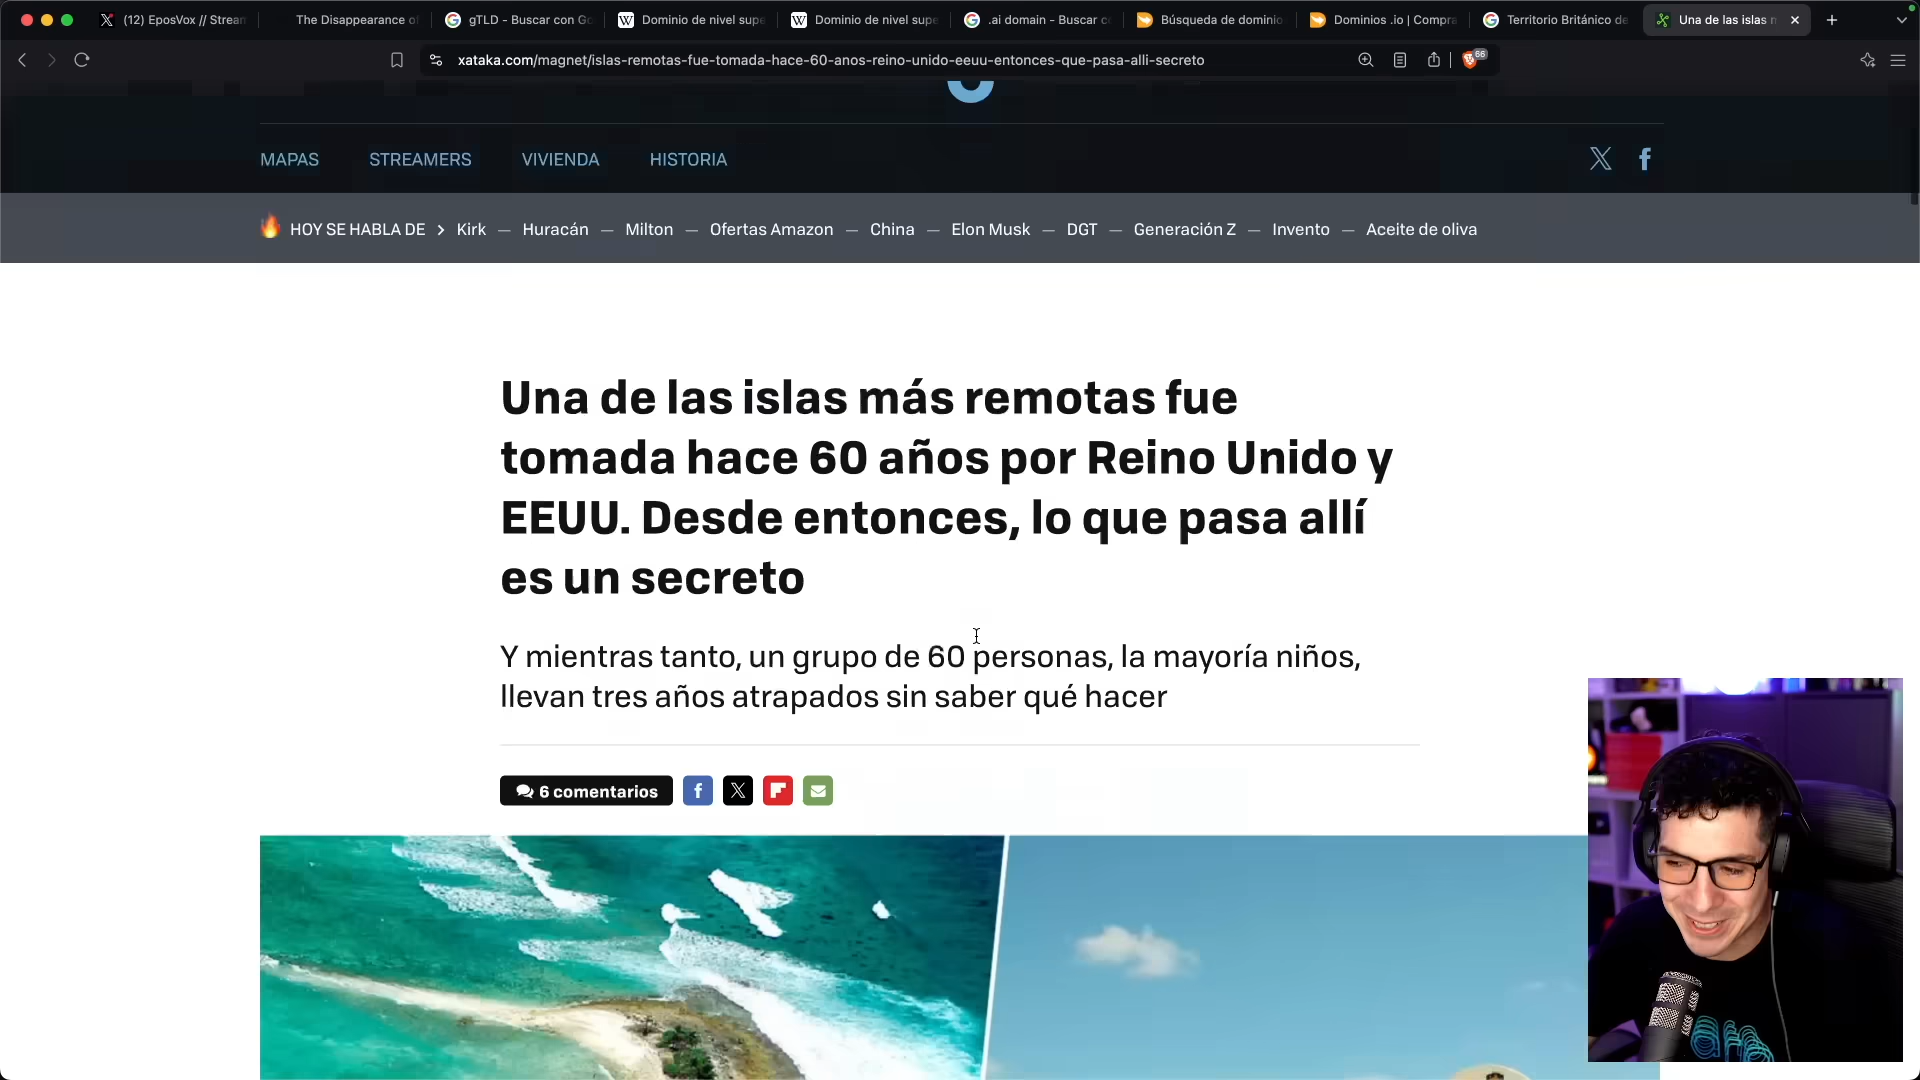 (12) EposVox // Stream
The Disappearance of
gTLD - Buscar con Go
Dominio de nivel supe
Dominio de nivel supe
.ai domain - Buscar c
Búsqueda de dominio
Dominios .io | Compra
Territorio Británico de
Una de las islas m
xataka.com/magnet/islas-remotas-fue-tomada-hace-60-anos-reino-unido-eeuu-entonces-que-pasa-alli-secreto
66
MAPAS STREAMERS VIVIENDA HISTORIA
HOY SE HABLA DE > Kirk — Huracán — Milton — Ofertas Amazon — China — Elon Musk — DGT — Generación Z — Invento — Aceite de oliva
Una de las islas más remotas fue
tomada hace 60 años por Reino Unido y
EEUU. Desde entonces, lo que pasa allí
es un secreto
Y mientras tanto, un grupo de 60 personas, la mayoría niños,
llevan tres años atrapados sin saber qué hacer
6 comentarios